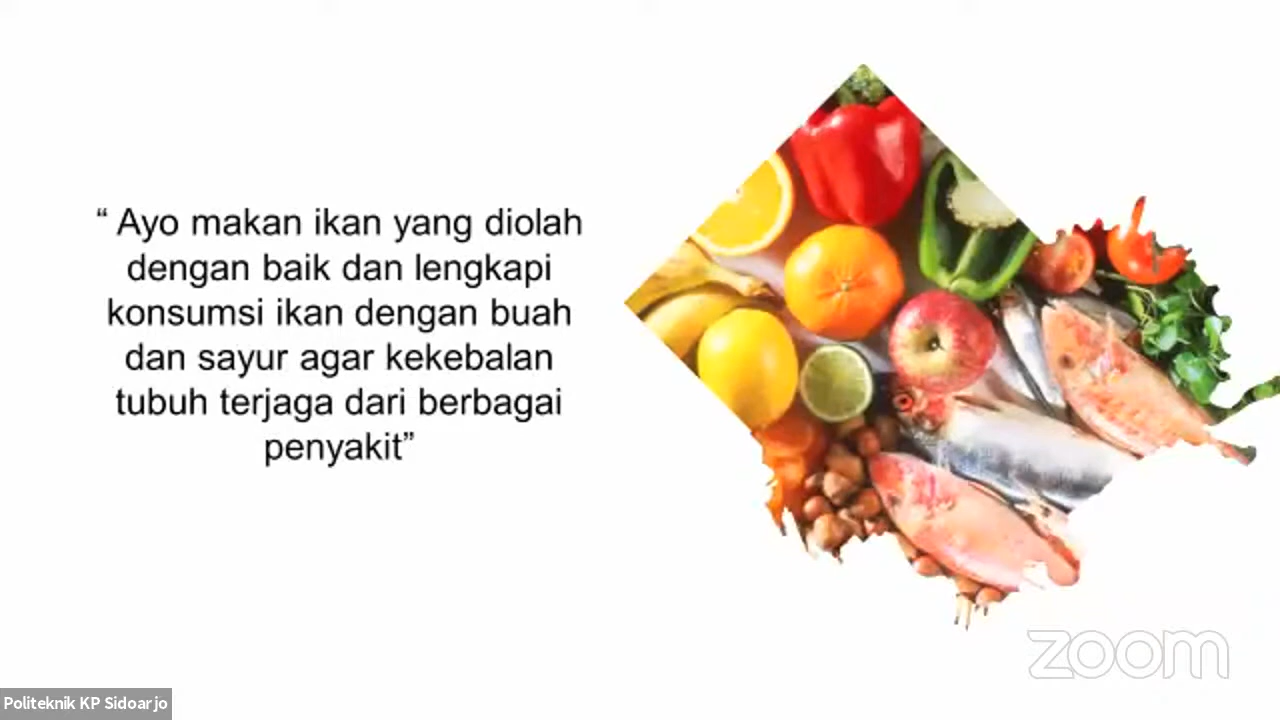 “ Ayo makan ikan yang diolah
dengan baik dan lengkapi
konsumsi ikan dengan buah
dan sayur agar kekebalan
tubuh terjaga dari berbagai
penyakit”
zoom
Politeknik KP Sidoarjo